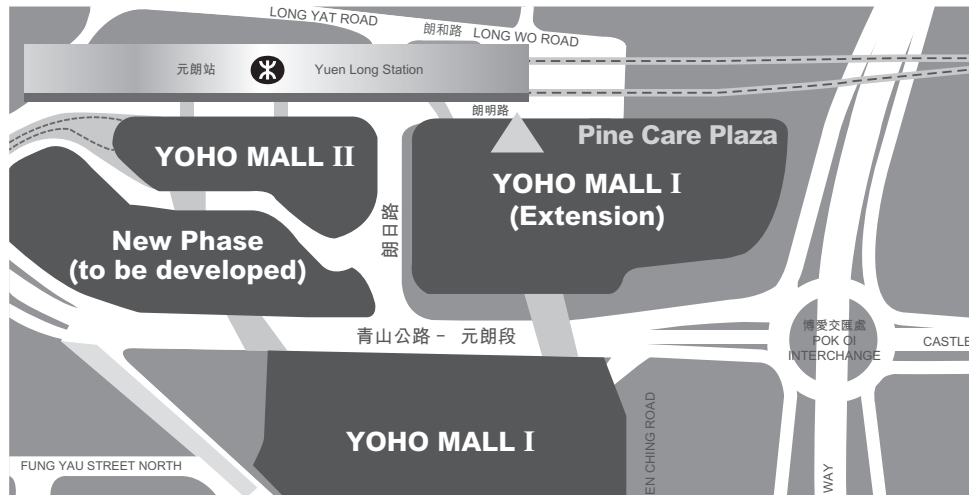 LONG YAT ROAD
朗和路 LONG WO ROAD
元朗站 Yuen Long Station
朗明路
Pine Care Plaza
YOHO MALL II
YOHO MALL I
(Extension)
朗日路
New Phase
(to be developed)
青山公路 – 元朗段
博愛交匯處
POK OI
INTERCHANGE
CASTLE
YOHO MALL I
EN CHING ROAD
WAY
FUNG YAU STREET NORTH